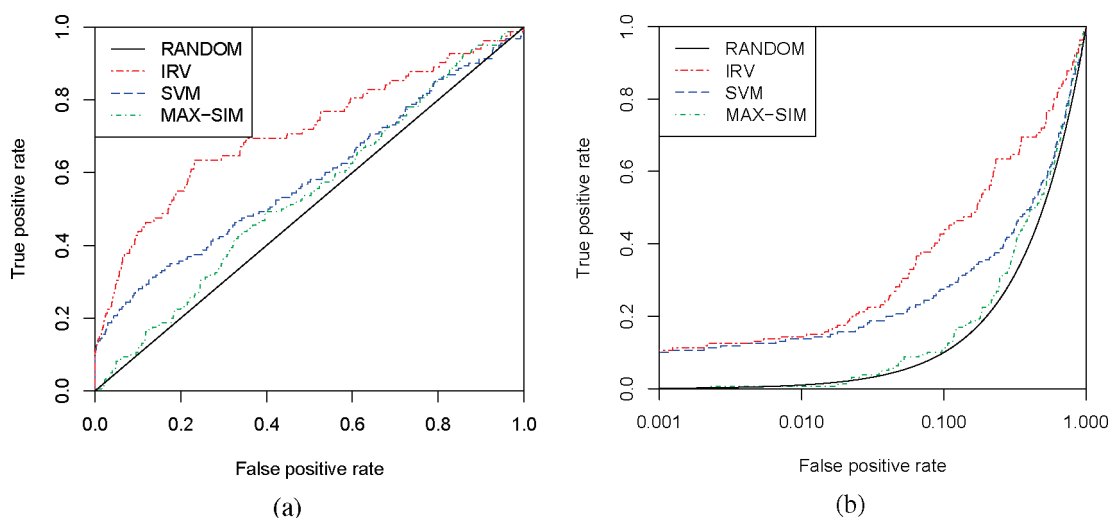 RANDOM
IRV
SVM
MAX-SIM
True positive rate
0.0 0.2 0.4 0.6 0.8 1.0
0.0 0.2 0.4 0.6 0.8 1.0
False positive rate
(a)
RANDOM
IRV
SVM
MAX-SIM
True positive rate
0.0 0.2 0.4 0.6 0.8 1.0
0.001 0.010 0.100 1.000
False positive rate
(b)